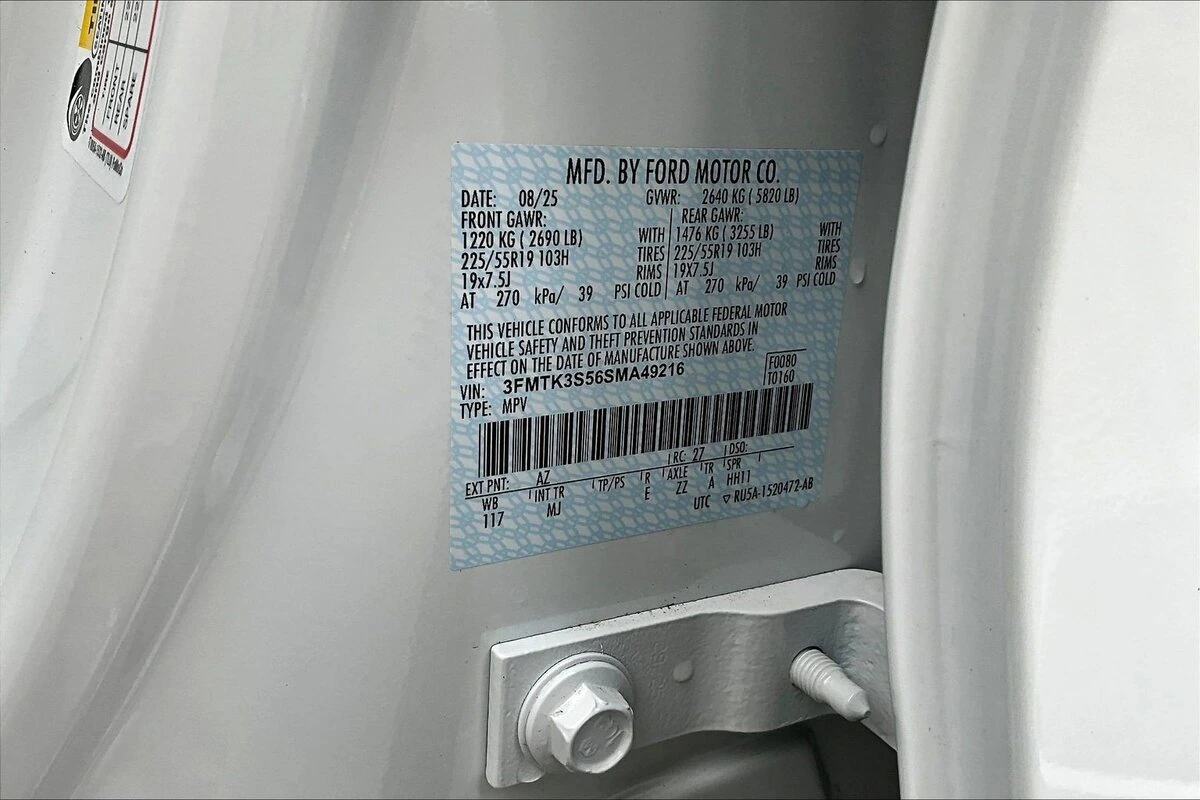 TIRE
FRONT
REAR
SPARE
MFD. BY FORD MOTOR CO.
DATE: 08/25 GVWR: 2640 KG ( 5820 LB)
FRONT GAWR: REAR GAWR:
1220 KG ( 2690 LB) WITH 1476 KG ( 3255 LB) WITH
225/55R19 103H TIRES 225/55R19 103H TIRES
19x7.5J RIMS 19X7.5J RIMS
AT 270 kPa/ 39 PSI COLD AT 270 kPa/ 39 PSI COLD
THIS VEHICLE CONFORMS TO ALL APPLICABLE FEDERAL MOTOR
VEHICLE SAFETY AND THEFT PREVENTION STANDARDS IN
EFFECT ON THE DATE OF MANUFACTURE SHOWN ABOVE.
F0080
VIN: 3FMTK3S56SMA49216
T0160
TYPE: MPV
EXT PNT: AZ RC: 27 DSO:
WB INT TR TP/PS R AXLE TR SPR
117 MJ E ZZ A HH11
UTC RU5A-1520472-AB